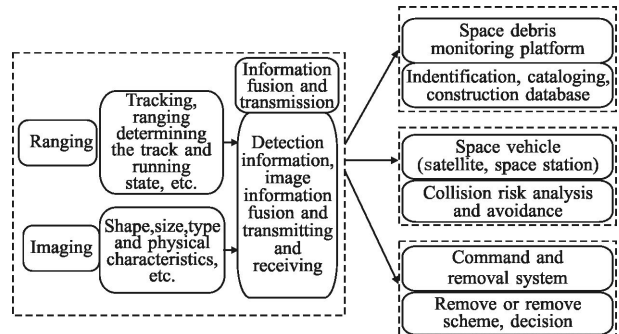 Ranging
Tracking,
ranging
determining
the track and
running
state, etc.
Imaging
Shape,size,type
and physical
characteristics,
etc.
Information
fusion and
transmission
Detection
information,
image
information
fusion and
transmitting
and
receiving
Space debris
monitoring platform
Indentification, cataloging,
construction database
Space vehicle
(satellite, space station)
Collision risk analysis
and avoidance
Command and
removal system
Remove or remove
scheme, decision